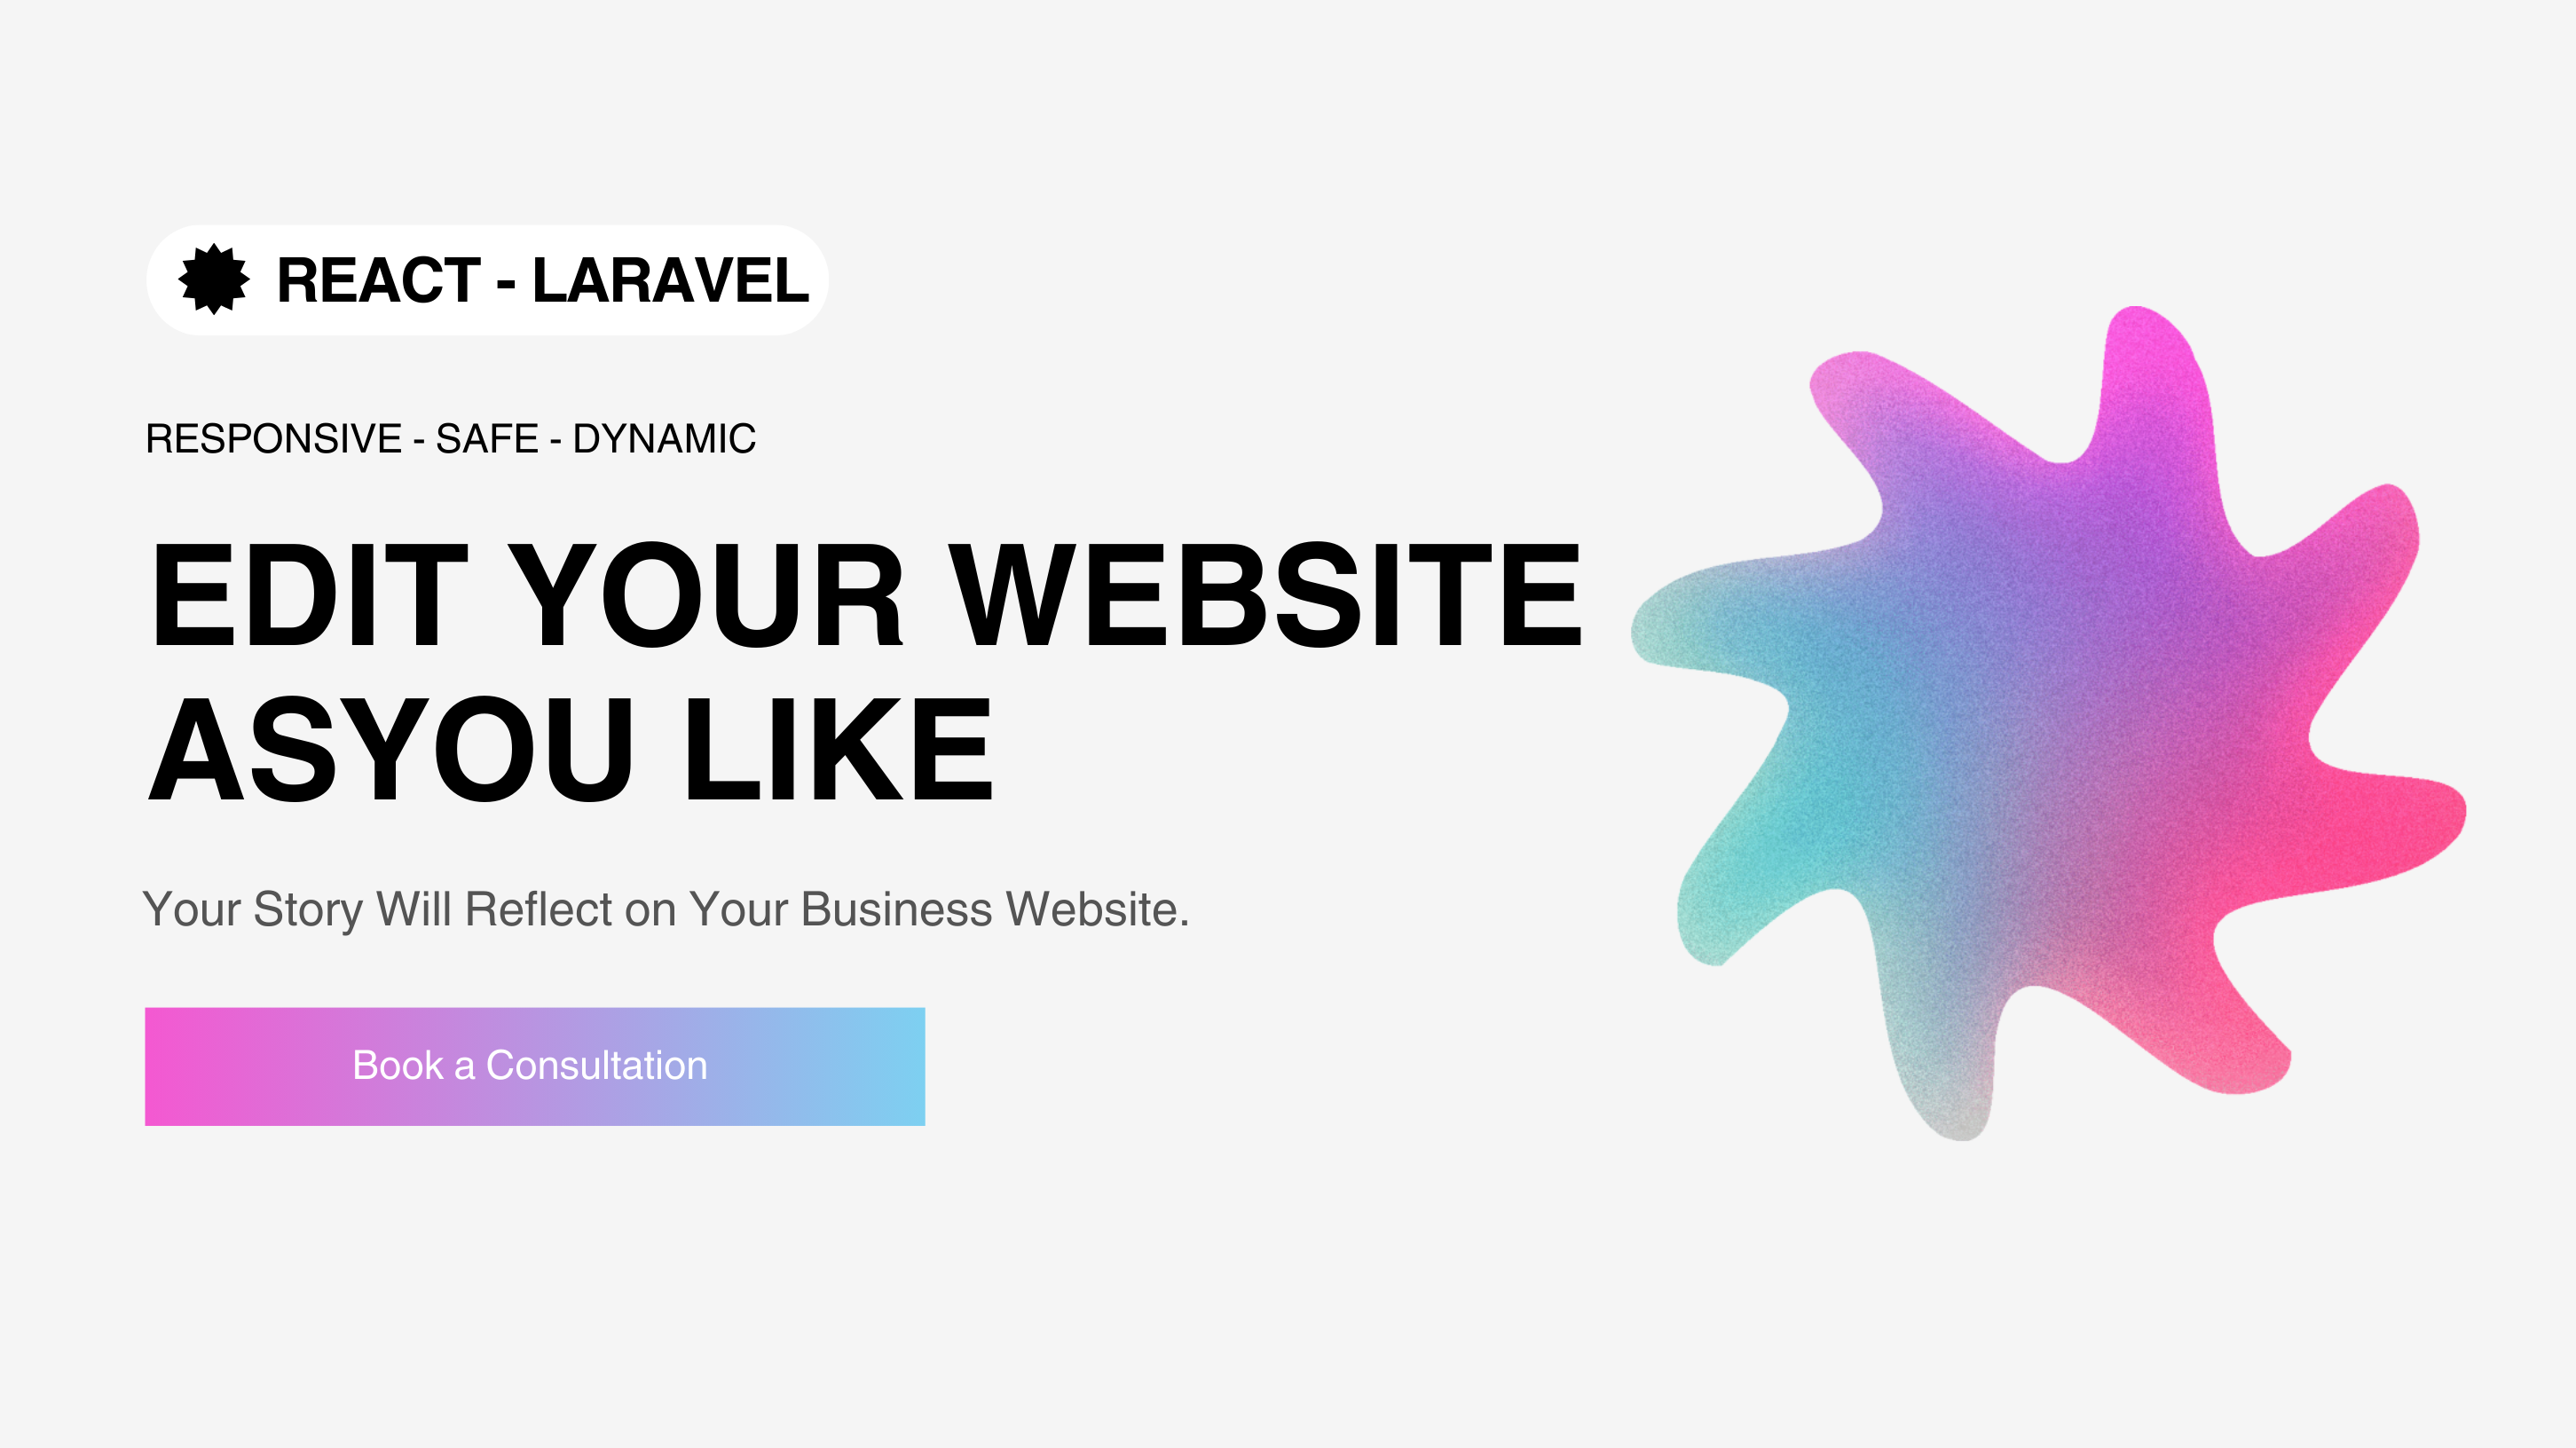 REACT - LARAVEL
RESPONSIVE - SAFE - DYNAMIC
EDIT YOUR WEBSITE
ASYOU LIKE
Your Story Will Reflect on Your Business Website.
Book a Consultation